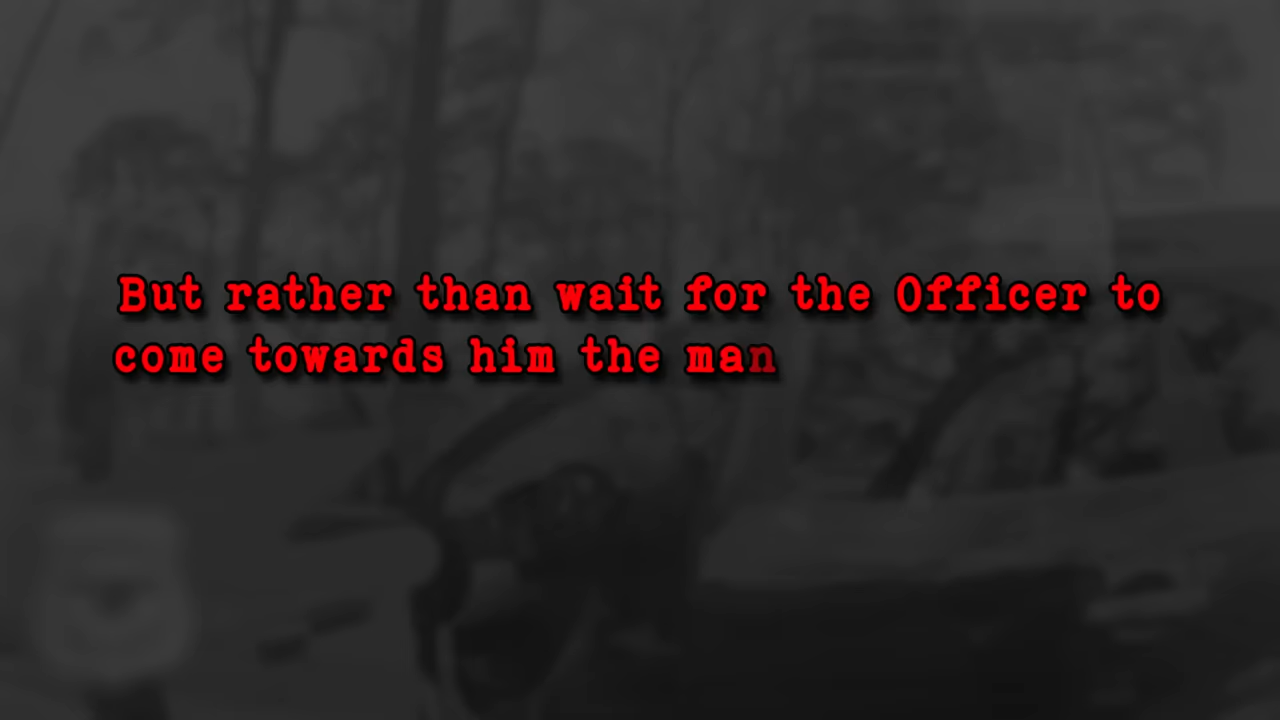 But rather than wait for the Officer to
come towards him the man